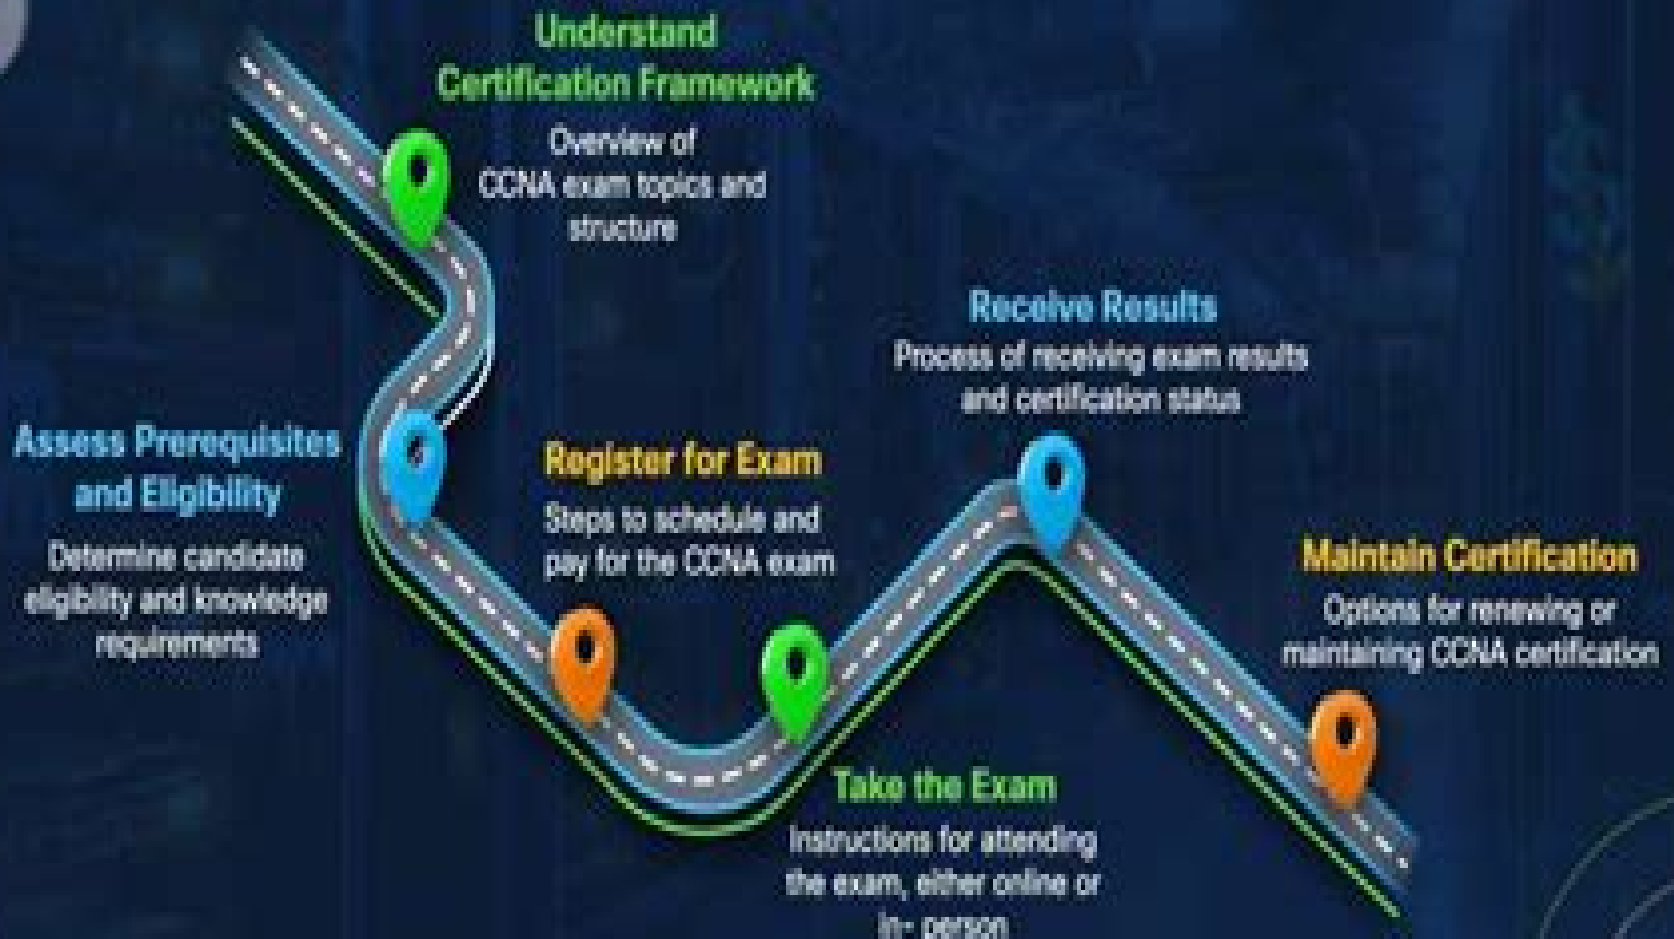 Understand
Certification Framework
Overview of
CCNA exam topics and
structure
Assess Prerequisites
and Eligibility
Determine candidate
eligibility and knowledge
requirements
Register for Exam
Steps to schedule and
pay for the CCNA exam
Take the Exam
Instructions for attending
the exam, either online or
in- person
Receive Results
Process of receiving exam results
and certification status
Maintain Certification
Options for renewing or
maintaining CCNA certification